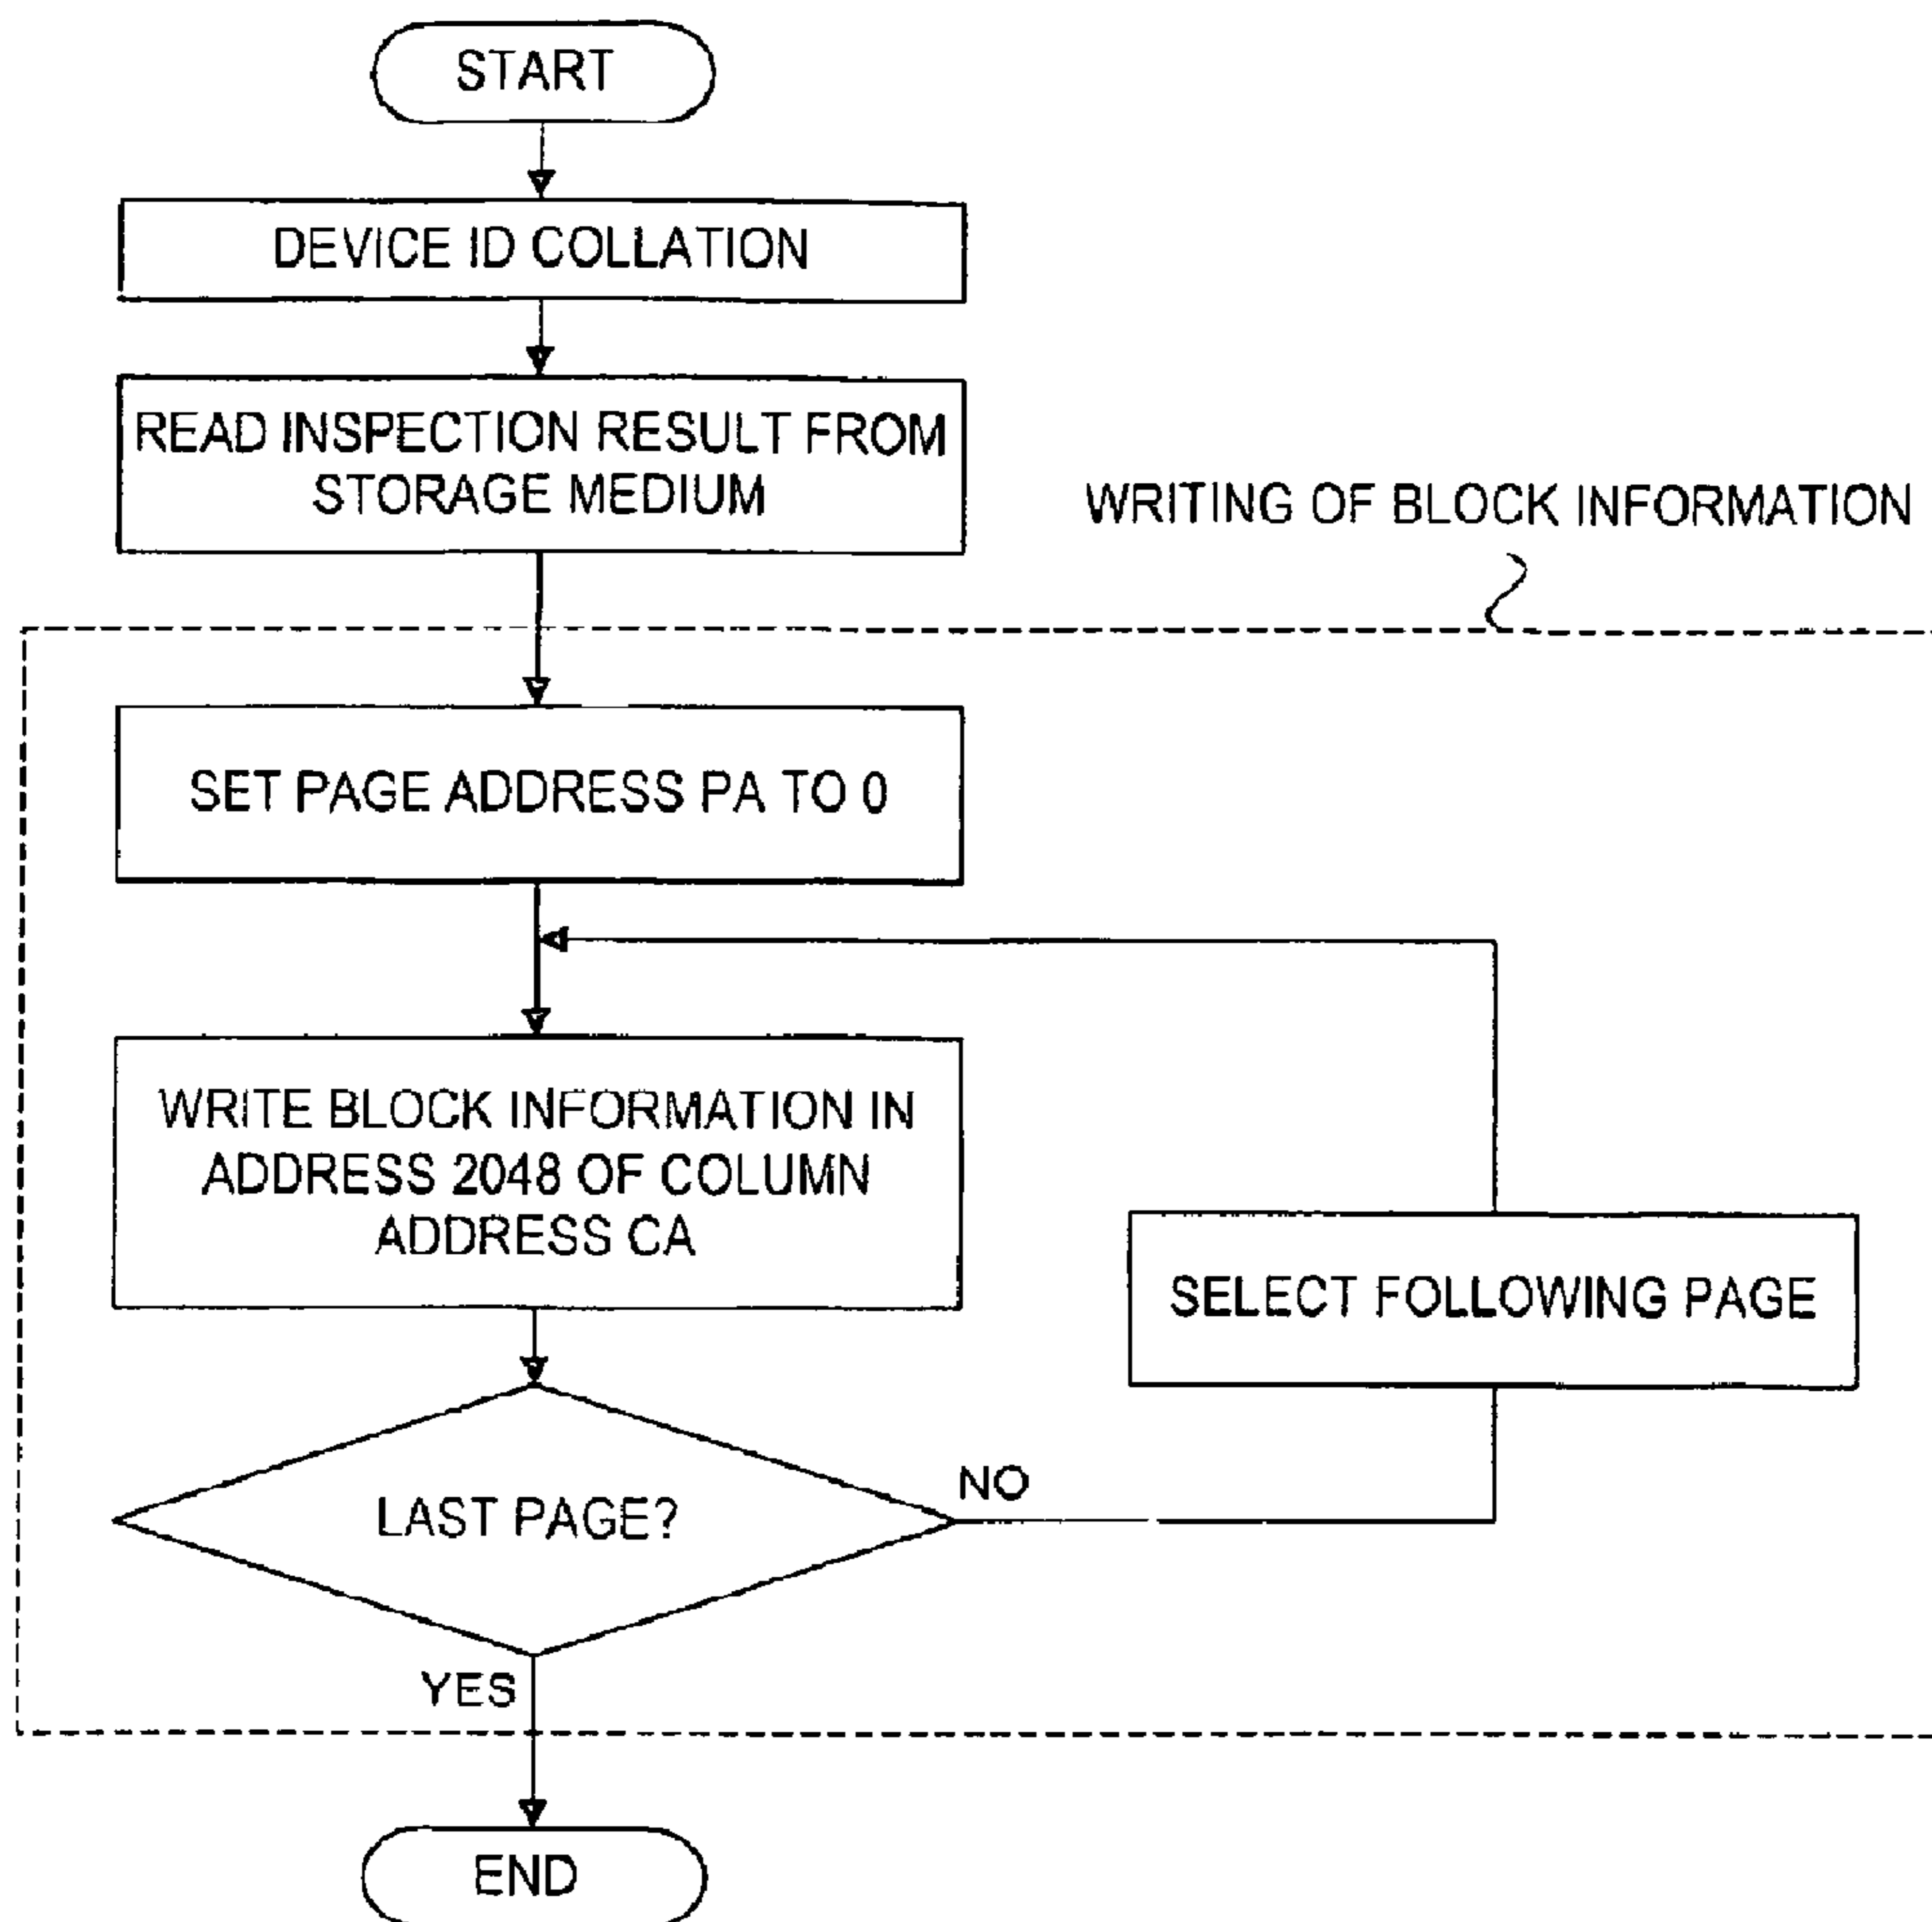 START
DEVICE ID COLLATION
READ INSPECTION RESULT FROM
STORAGE MEDIUM
WRITING OF BLOCK INFORMATION
SET PAGE ADDRESS PA TO 0
WRITE BLOCK INFORMATION IN
ADDRESS 2048 OF COLUMN
ADDRESS CA
SELECT FOLLOWING PAGE
LAST PAGE?
NO
YES
END